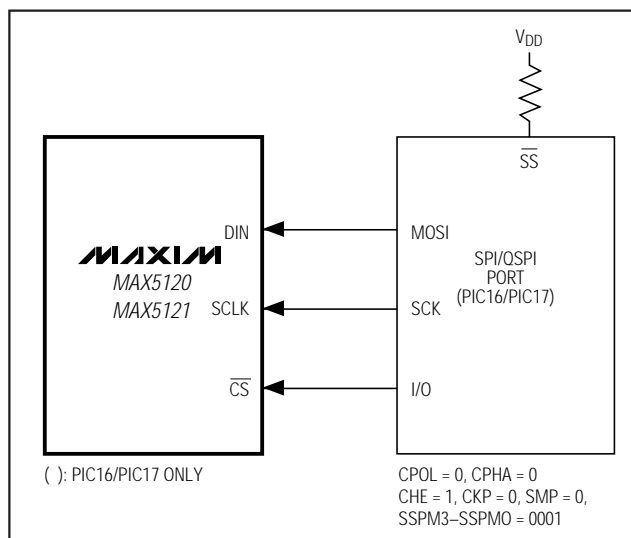 VDD
SS
DIN
MOSI
MAXIM
MAX5120
MAX5121
SPI/QSPI
PORT
(PIC16/PIC17)
SCLK
SCK
CS
I/O
( ): PIC16/PIC17 ONLY
CPOL = 0, CPHA = 0
CHE = 1, CKP = 0, SMP = 0,
SSPM3–SSPMO = 0001